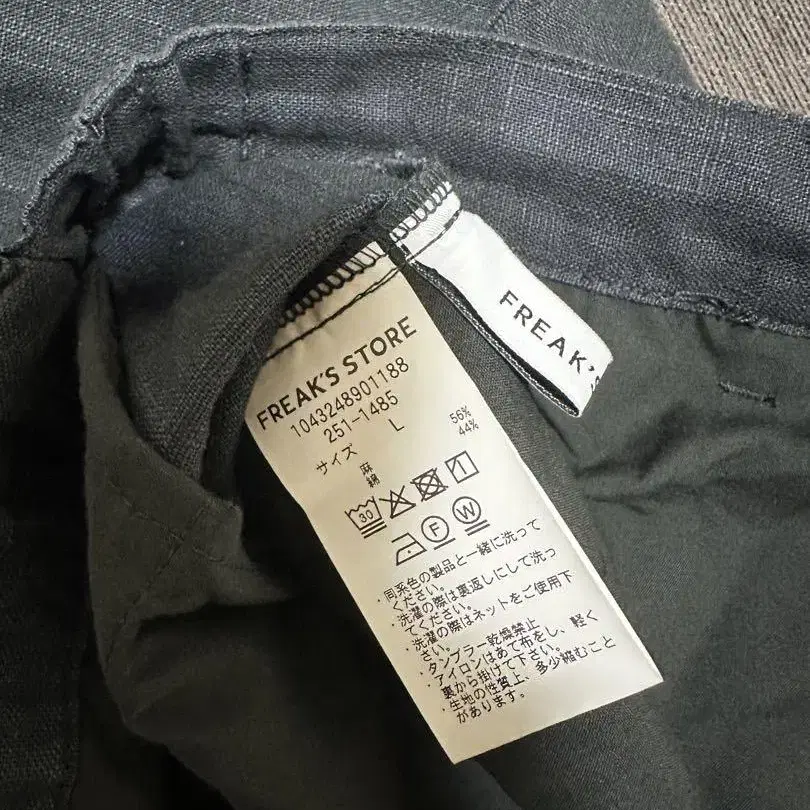 FREAK'S STORE
1043248901188
251-1485
サイズ L
麻 56%
綿 44%
30
F W
・同系色の製品と一緒に洗って
ください。
・洗濯の際は裏返しにして洗っ
てください。
・洗濯の際はネットをご使用下
さい。
・タンブラー乾燥禁止
・アイロンはあて布をし、軽く
裏から掛けて下さい。
・生地の性質上、多少縮むこと
があります。
FREAK'S